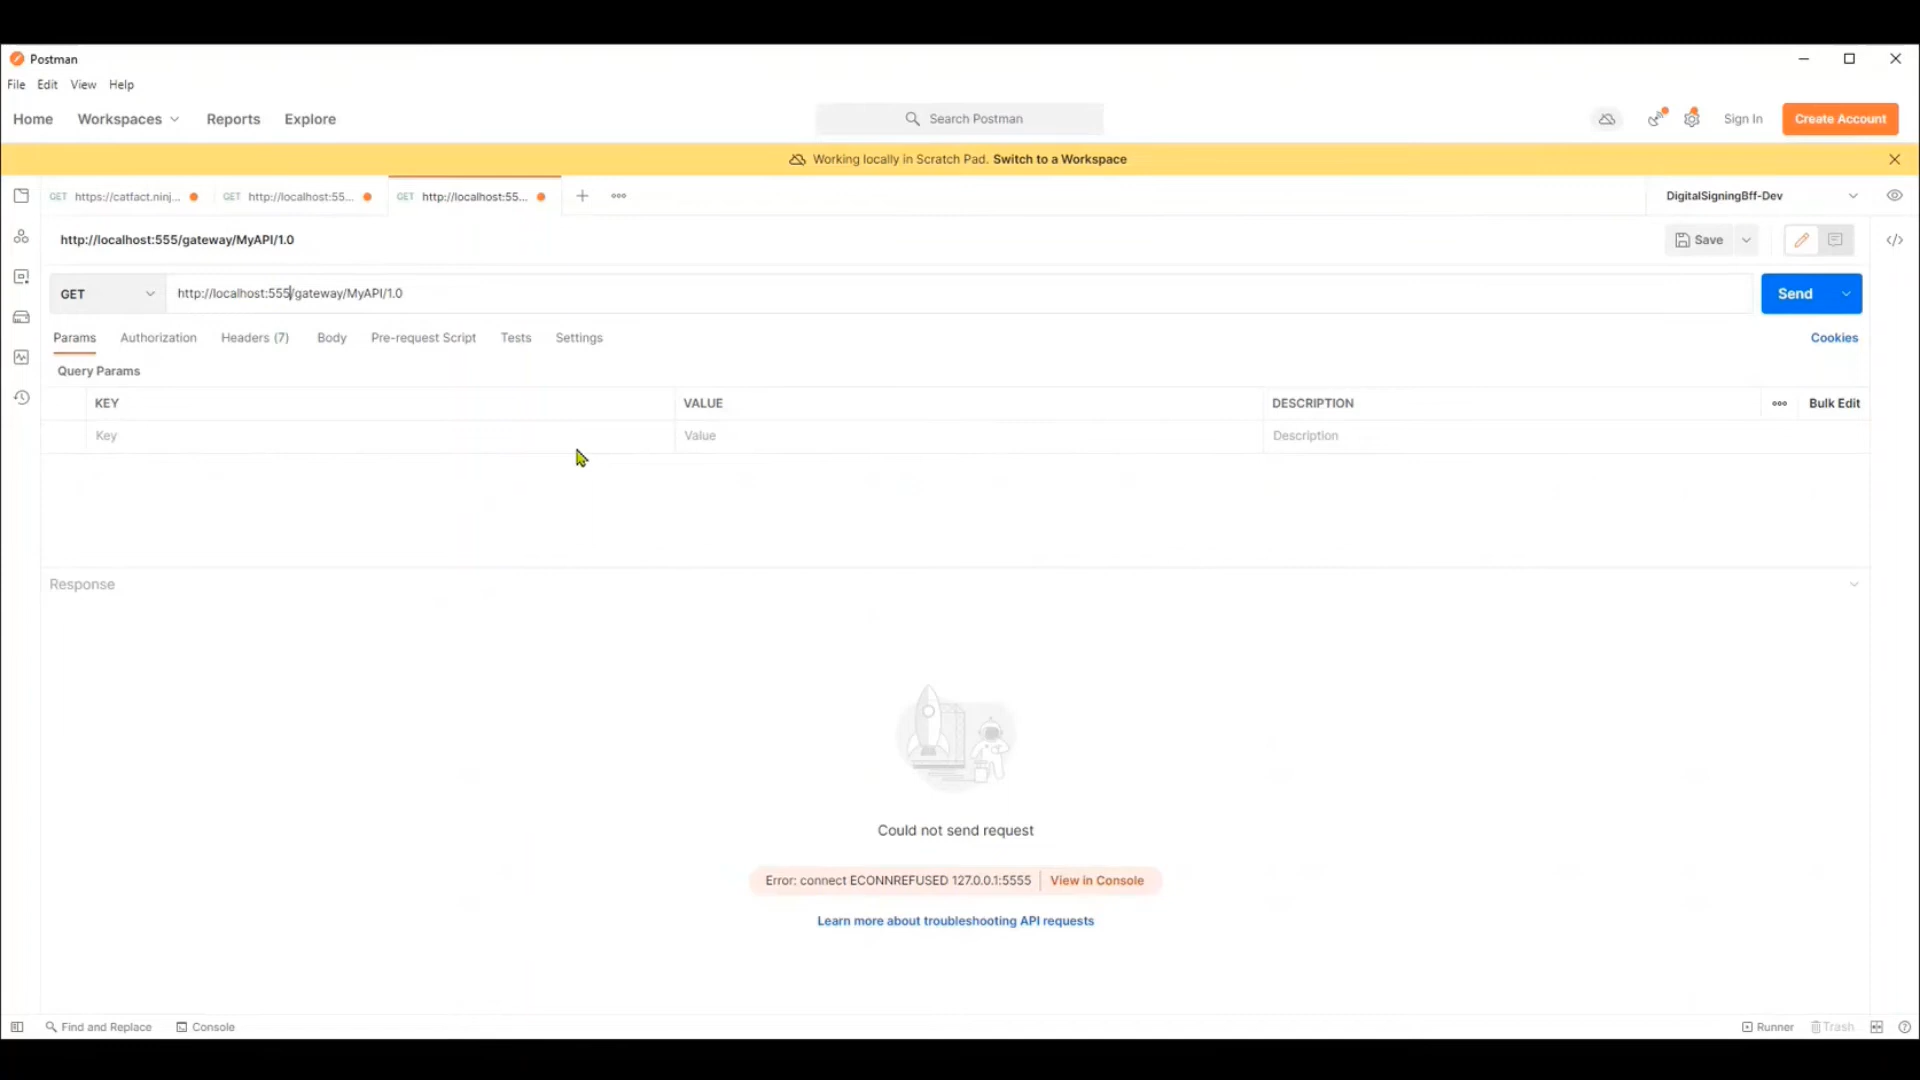 Postman
File Edit View Help
Home Workspaces Reports Explore Search Postman Sign In Create Account
Working locally in Scratch Pad. Switch to a Workspace
GET https://catfact.ninj... GET http://localhost:55... GET http://localhost:55... DigitalSigningBff-Dev
http://localhost:555/gateway/MyAPI/1.0 Save
GET http://localhost:555/gateway/MyAPI/1.0 Send
Params Authorization Headers (7) Body Pre-request Script Tests Settings Cookies
Query Params
KEY VALUE DESCRIPTION Bulk Edit
Key Value Description
Response
Could not send request
Error: connect ECONNREFUSED 127.0.0.1:5555 View in Console
Learn more about troubleshooting API requests
Find and Replace Console Runner Trash